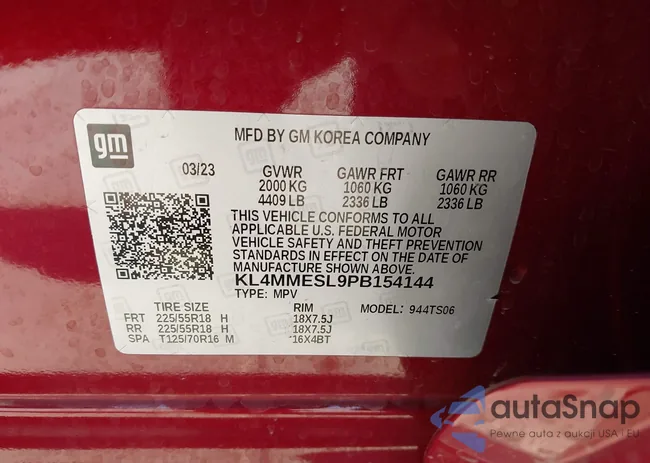 gm
MFD BY GM KOREA COMPANY
03/23
GVWR GAWR FRT GAWR RR
2000 KG 1060 KG 1060 KG
4409 LB 2336 LB 2336 LB
THIS VEHICLE CONFORMS TO ALL
APPLICABLE U.S. FEDERAL MOTOR
VEHICLE SAFETY AND THEFT PREVENTION
STANDARDS IN EFFECT ON THE DATE OF
MANUFACTURE SHOWN ABOVE.
KL4MMESL9PB154144
TYPE: MPV MODEL: 944TS06
TIRE SIZE RIM
FRT 225/55R18 H 18X7.5J
RR 225/55R18 H 18X7.5J
SPA T125/70R16 M 16X4BT
autaSnap
Pewne auta z aukcji USA i EU